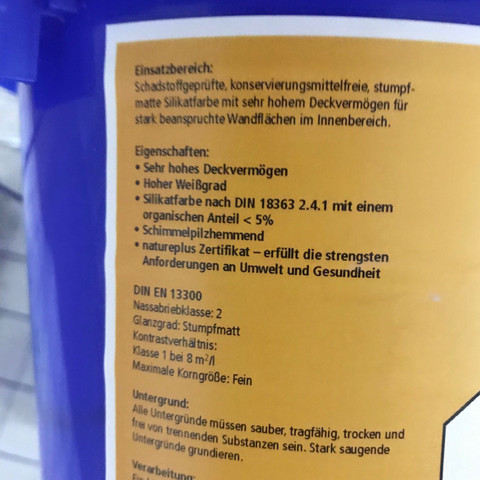 Einsatzbereich:
Schadstoffgeprüfte, konservierungsmittelfreie, stumpf-
matte Silikatfarbe mit sehr hohem Deckvermögen für
stark beanspruchte Wandflächen im Innenbereich.
Eigenschaften:
• Sehr hohes Deckvermögen
• Hoher Weißgrad
• Silikatfarbe nach DIN 18363 2.4.1 mit einem
organischen Anteil < 5%
• Schimmelpilzhemmend
• natureplus Zertifikat – erfüllt die strengsten
Anforderungen an Umwelt und Gesundheit
DIN EN 13300
Nassabriebklasse: 2
Glanzgrad: Stumpfmatt
Kontrastverhältnis:
Klasse 1 bei 8 m²/l
Maximale Korngröße: Fein
Untergrund:
Alle Untergründe müssen sauber, tragfähig, trocken und
frei von trennenden Substanzen sein. Stark saugende
Untergründe grundieren.
Verarbeitung: